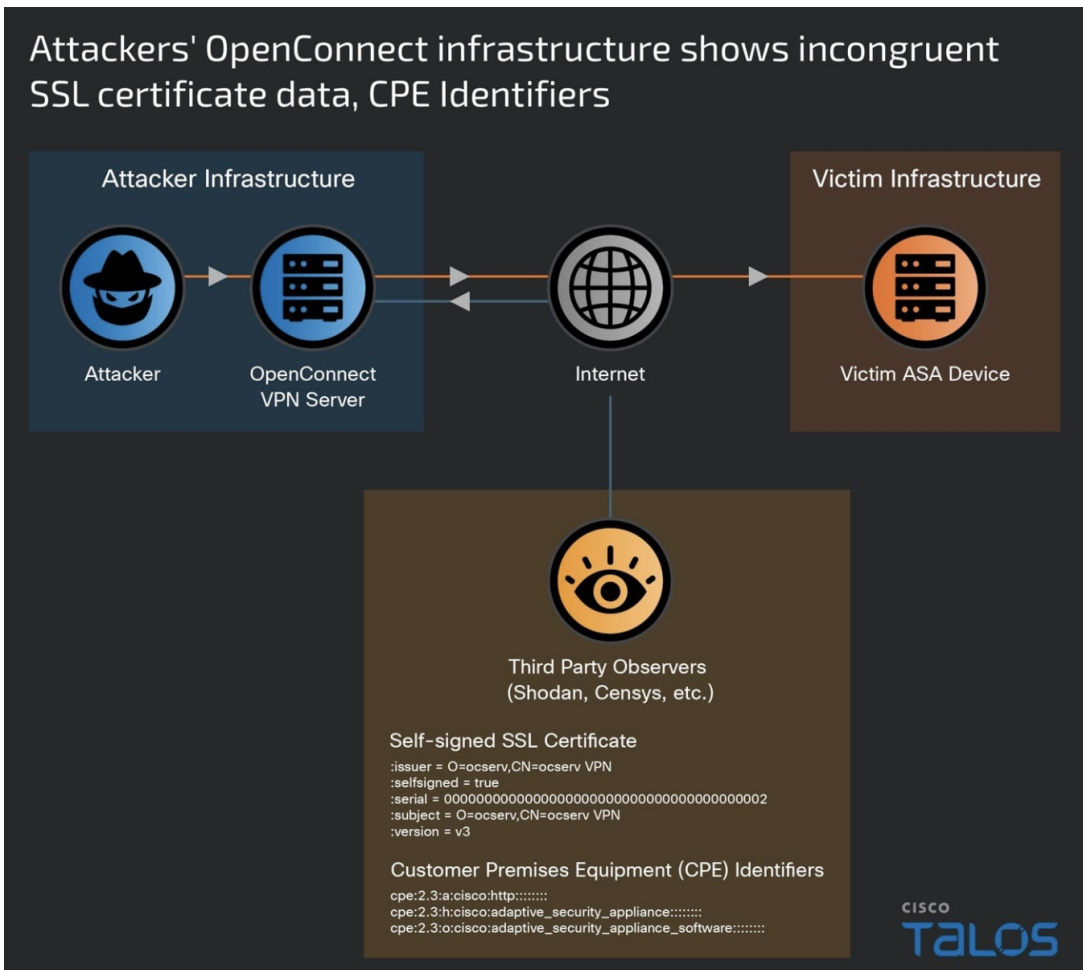 Attackers' OpenConnect infrastructure shows incongruent
SSL certificate data, CPE Identifiers
Attacker Infrastructure
Victim Infrastructure
Attacker
OpenConnect
VPN Server
Internet
Victim ASA Device
Third Party Observers
(Shodan, Censys, etc.)
Self-signed SSL Certificate
:issuer = O=ocserv,CN=ocserv VPN
:selfsigned = true
:serial = 0000000000000000000000000000000000000002
:subject = O=ocserv,CN=ocserv VPN
:version = v3
Customer Premises Equipment (CPE) Identifiers
cpe:2.3:a:cisco:http::::::::
cpe:2.3:h:cisco:adaptive_security_appliance::::::::
cpe:2.3:o:cisco:adaptive_security_appliance_software::::::::
CISCO
TALOS